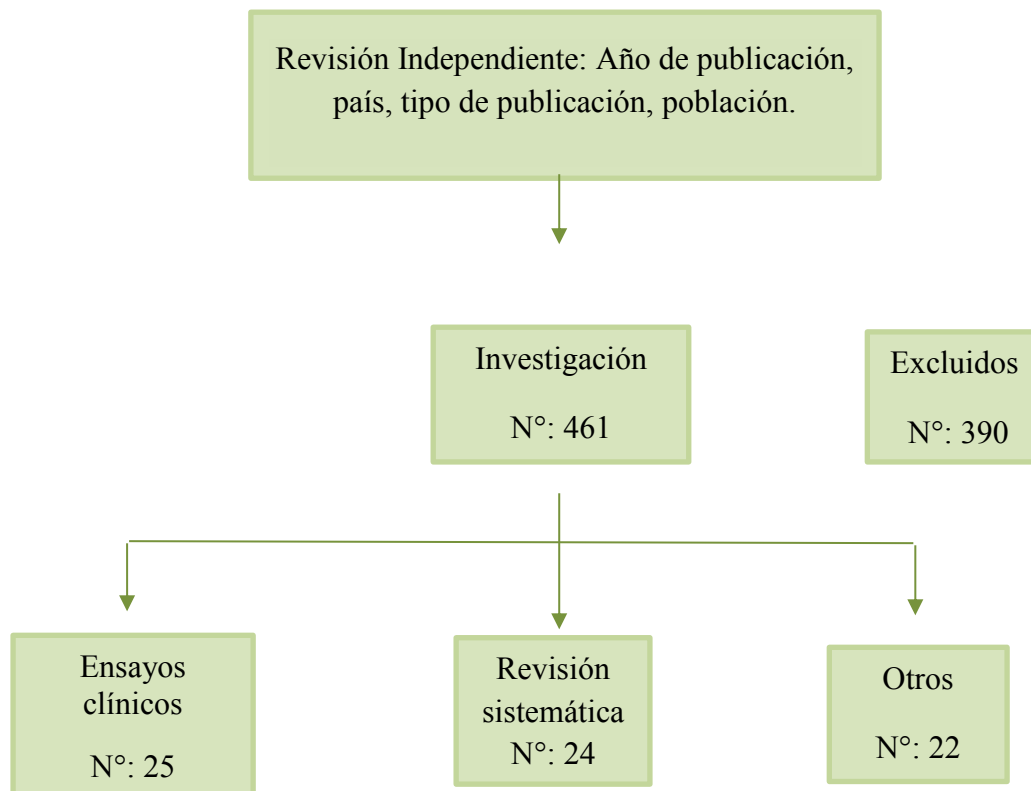 Revisión Independiente: Año de publicación,
país, tipo de publicación, población.
Investigación
N°: 461
Excluidos
N°: 390
Ensayos
clínicos
N°: 25
Revisión
sistemática
N°: 24
Otros
N°: 22